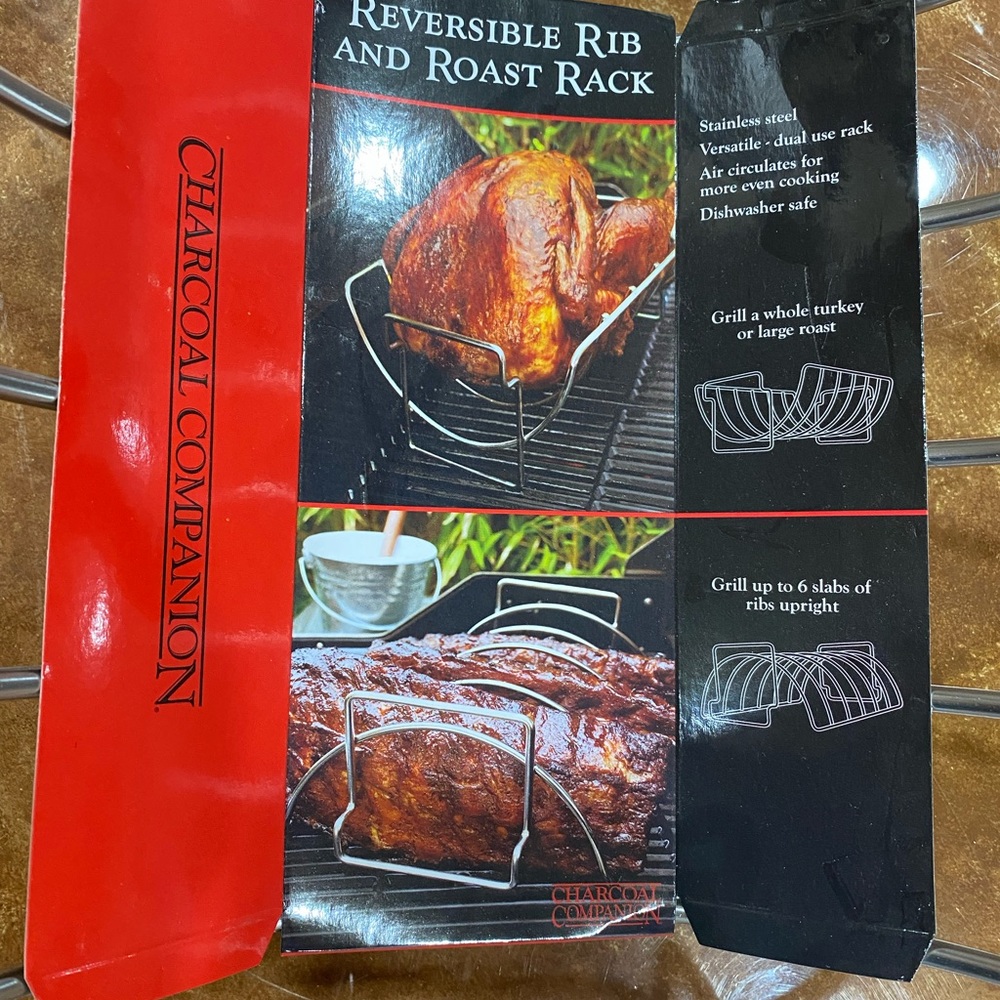 CHARCOAL COMPANION.
REVERSIBLE RIB
AND ROAST RACK
CHARCOAL
COMPANION
Stainless steel
Versatile - dual use rack
Air circulates for
more even cooking
Dishwasher safe
Grill a whole turkey
or large roast
Grill up to 6 slabs of
ribs upright